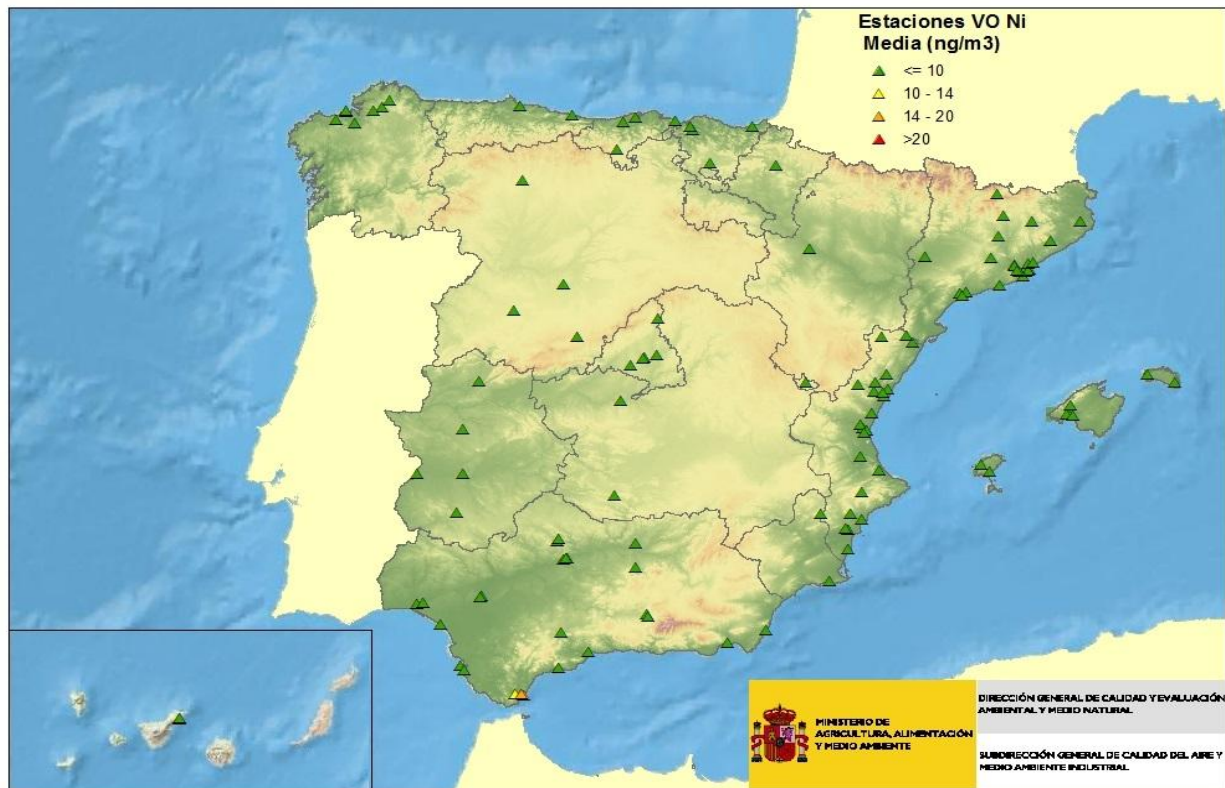 Estaciones VO Ni
Media (ng/m3)
<= 10
10 - 14
14 - 20
>20
MINISTERIO DE
AGRICULTURA, ALIMENTACIÓN
Y MEDIO AMBIENTE
DIRECCIÓN GENERAL DE CALIDAD Y EVALUACIÓN
AMBIENTAL Y MEDIO NATURAL
SUBDIRECCIÓN GENERAL DE CALIDAD DEL AIRE Y
MEDIO AMBIENTE INDUSTRIAL